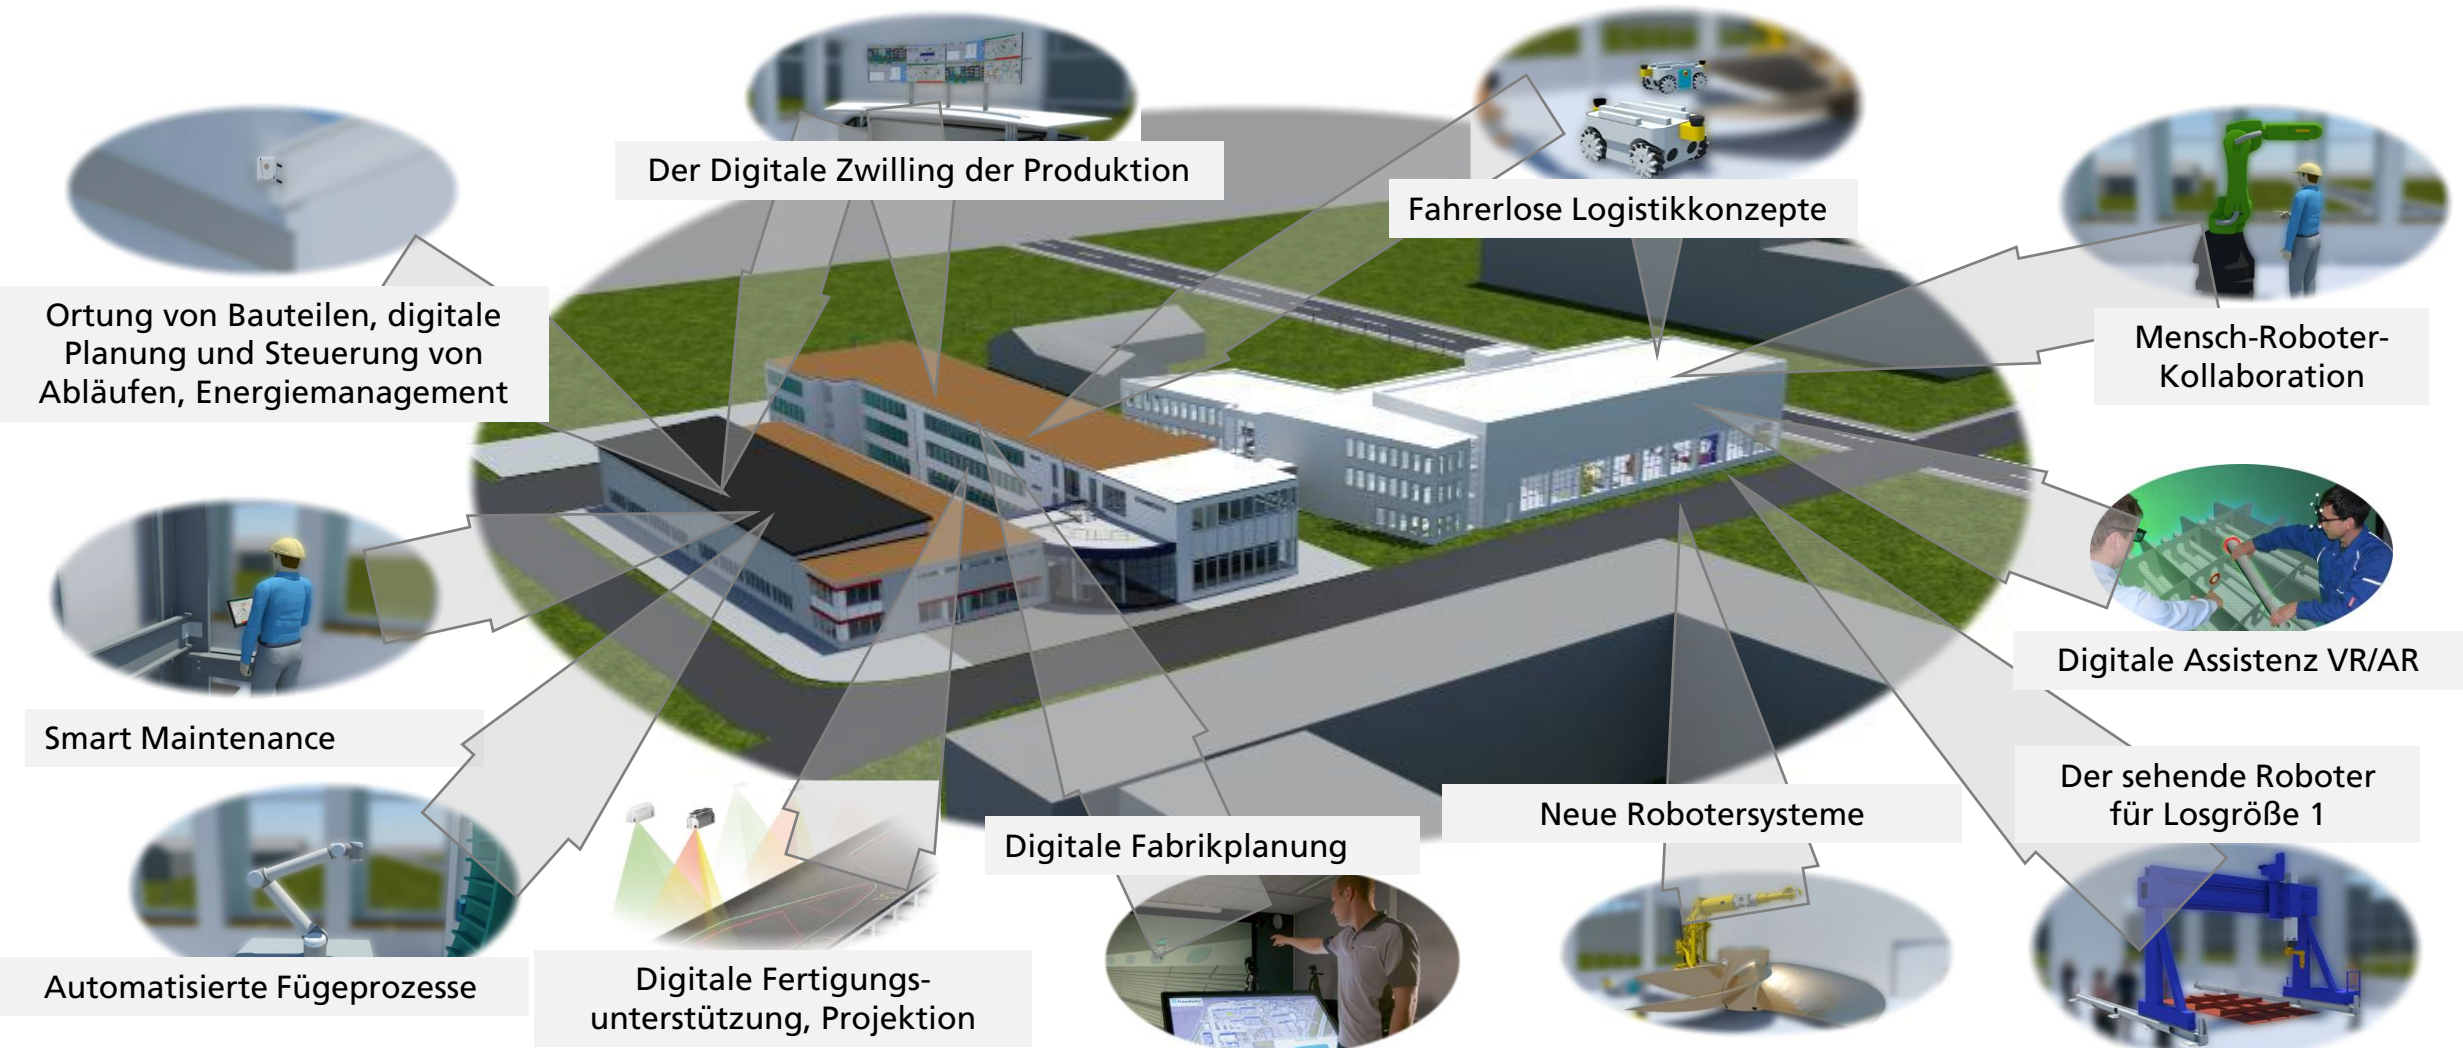 Der Digitale Zwilling der Produktion
Fahrerlose Logistikkonzepte
Ortung von Bauteilen, digitale
Planung und Steuerung von
Abläufen, Energiemanagement
Mensch-Roboter-
Kollaboration
Digitale Assistenz VR/AR
Smart Maintenance
Der sehende Roboter
für Losgröße 1
Neue Robotersysteme
Digitale Fabrikplanung
Automatisierte Fügeprozesse
Digitale Fertigungs-
unterstützung, Projektion